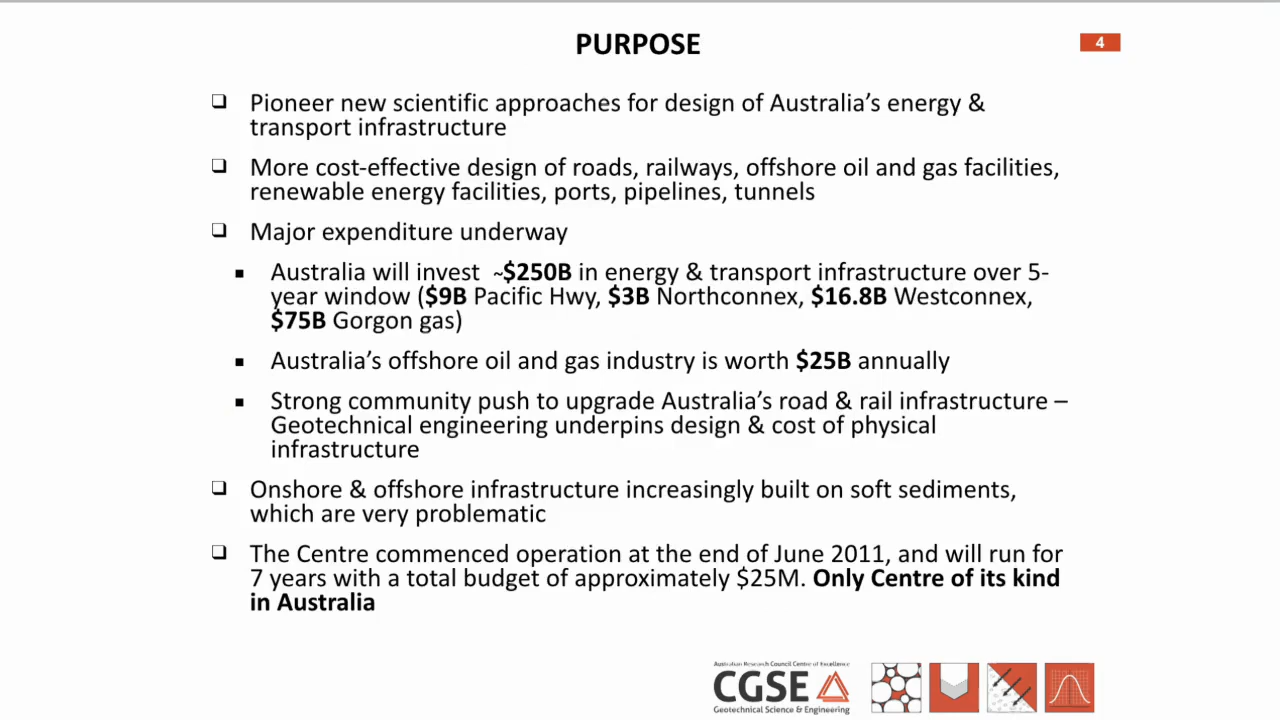 PURPOSE
4
❑ Pioneer new scientific approaches for design of Australia’s energy &
transport infrastructure
❑ More cost-effective design of roads, railways, offshore oil and gas facilities,
renewable energy facilities, ports, pipelines, tunnels
❑ Major expenditure underway
▪ Australia will invest ~$250B in energy & transport infrastructure over 5-
year window ($9B Pacific Hwy, $3B Northconnex, $16.8B Westconnex,
$75B Gorgon gas)
▪ Australia’s offshore oil and gas industry is worth $25B annually
▪ Strong community push to upgrade Australia’s road & rail infrastructure –
Geotechnical engineering underpins design & cost of physical
infrastructure
❑ Onshore & offshore infrastructure increasingly built on soft sediments,
which are very problematic
❑ The Centre commenced operation at the end of June 2011, and will run for
7 years with a total budget of approximately $25M. Only Centre of its kind
in Australia
Australian Research Council Centre of Excellence
CGSE
Geotechnical Science & Engineering